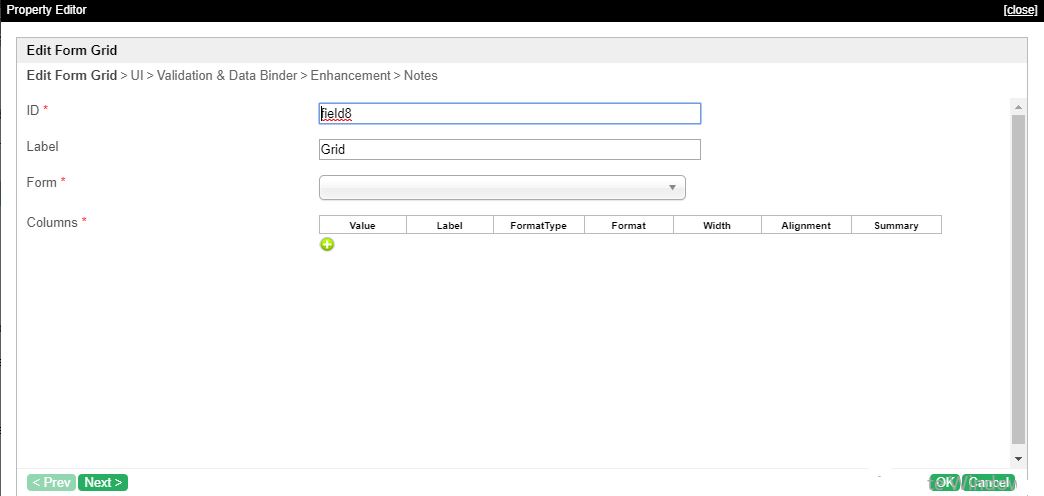 Property Editor [close]
Edit Form Grid
Edit Form Grid > UI > Validation & Data Binder > Enhancement > Notes
ID *
field8
Label
Grid
Form *
Columns *
Value Label FormatType Format Width Alignment Summary
< Prev Next > OK Cancel